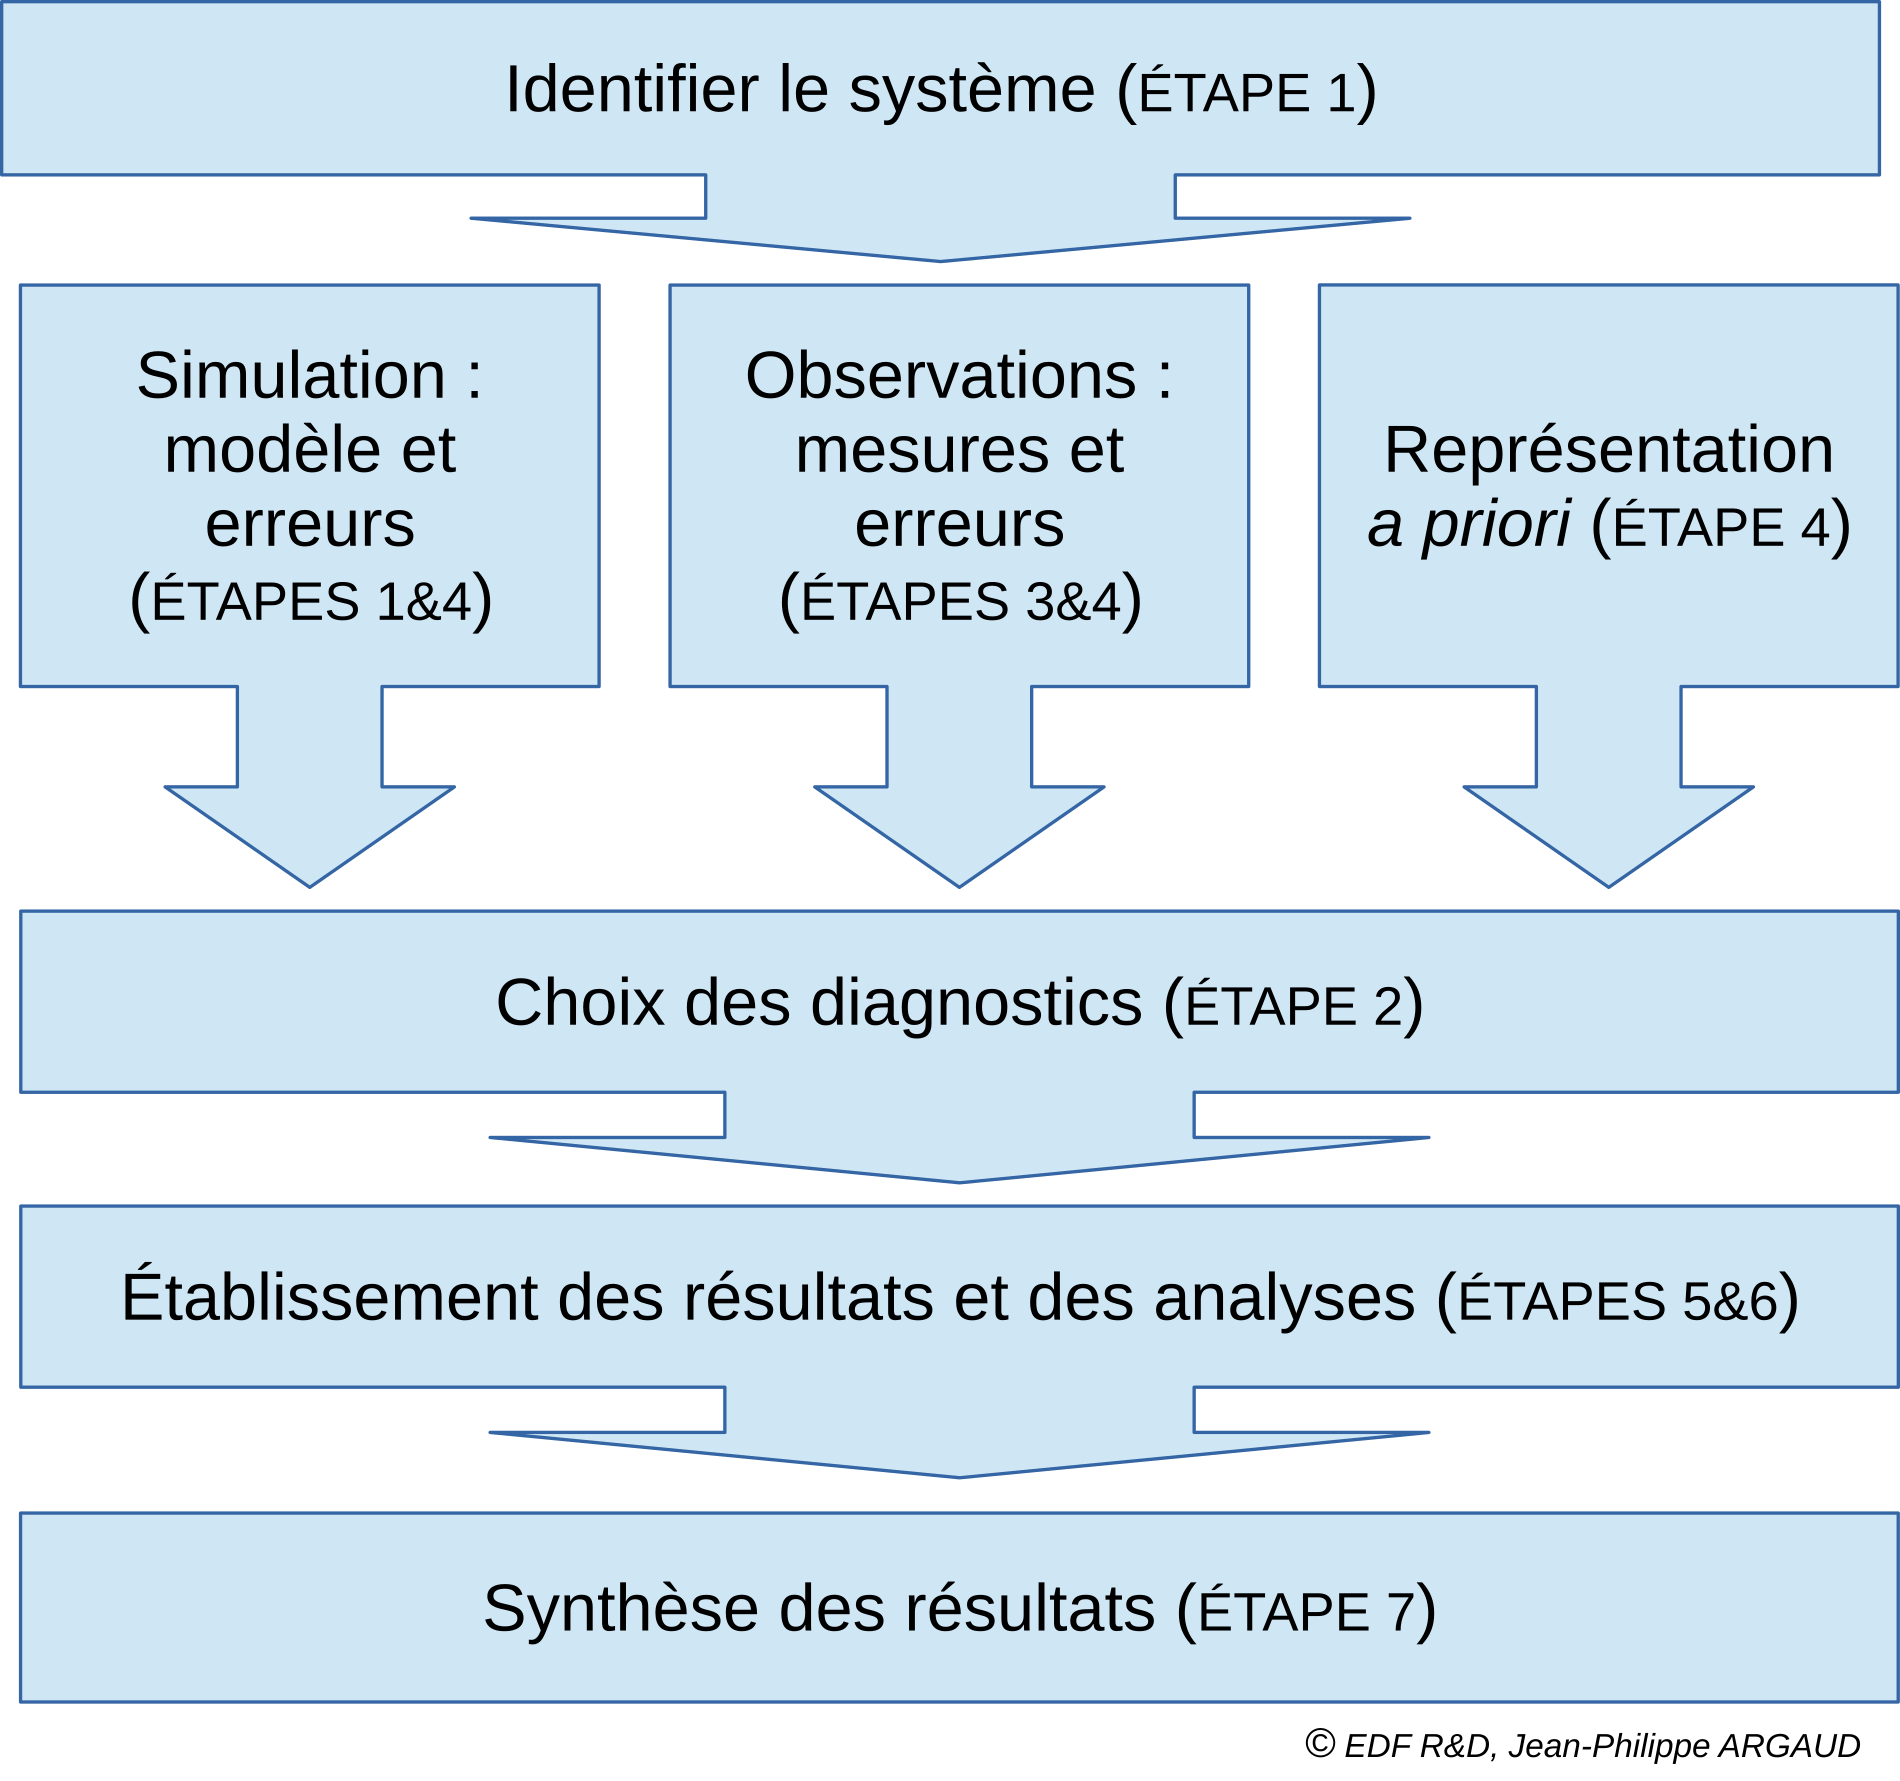 Identifier le système (ÉTAPE 1)
Simulation :
modèle et
erreurs
(ÉTAPES 1&4)
Observations :
mesures et
erreurs
(ÉTAPES 3&4)
Représentation
a priori (ÉTAPE 4)
Choix des diagnostics (ÉTAPE 2)
Établissement des résultats et des analyses (ÉTAPES 5&6)
Synthèse des résultats (ÉTAPE 7)
© EDF R&D, Jean-Philippe ARGAUD